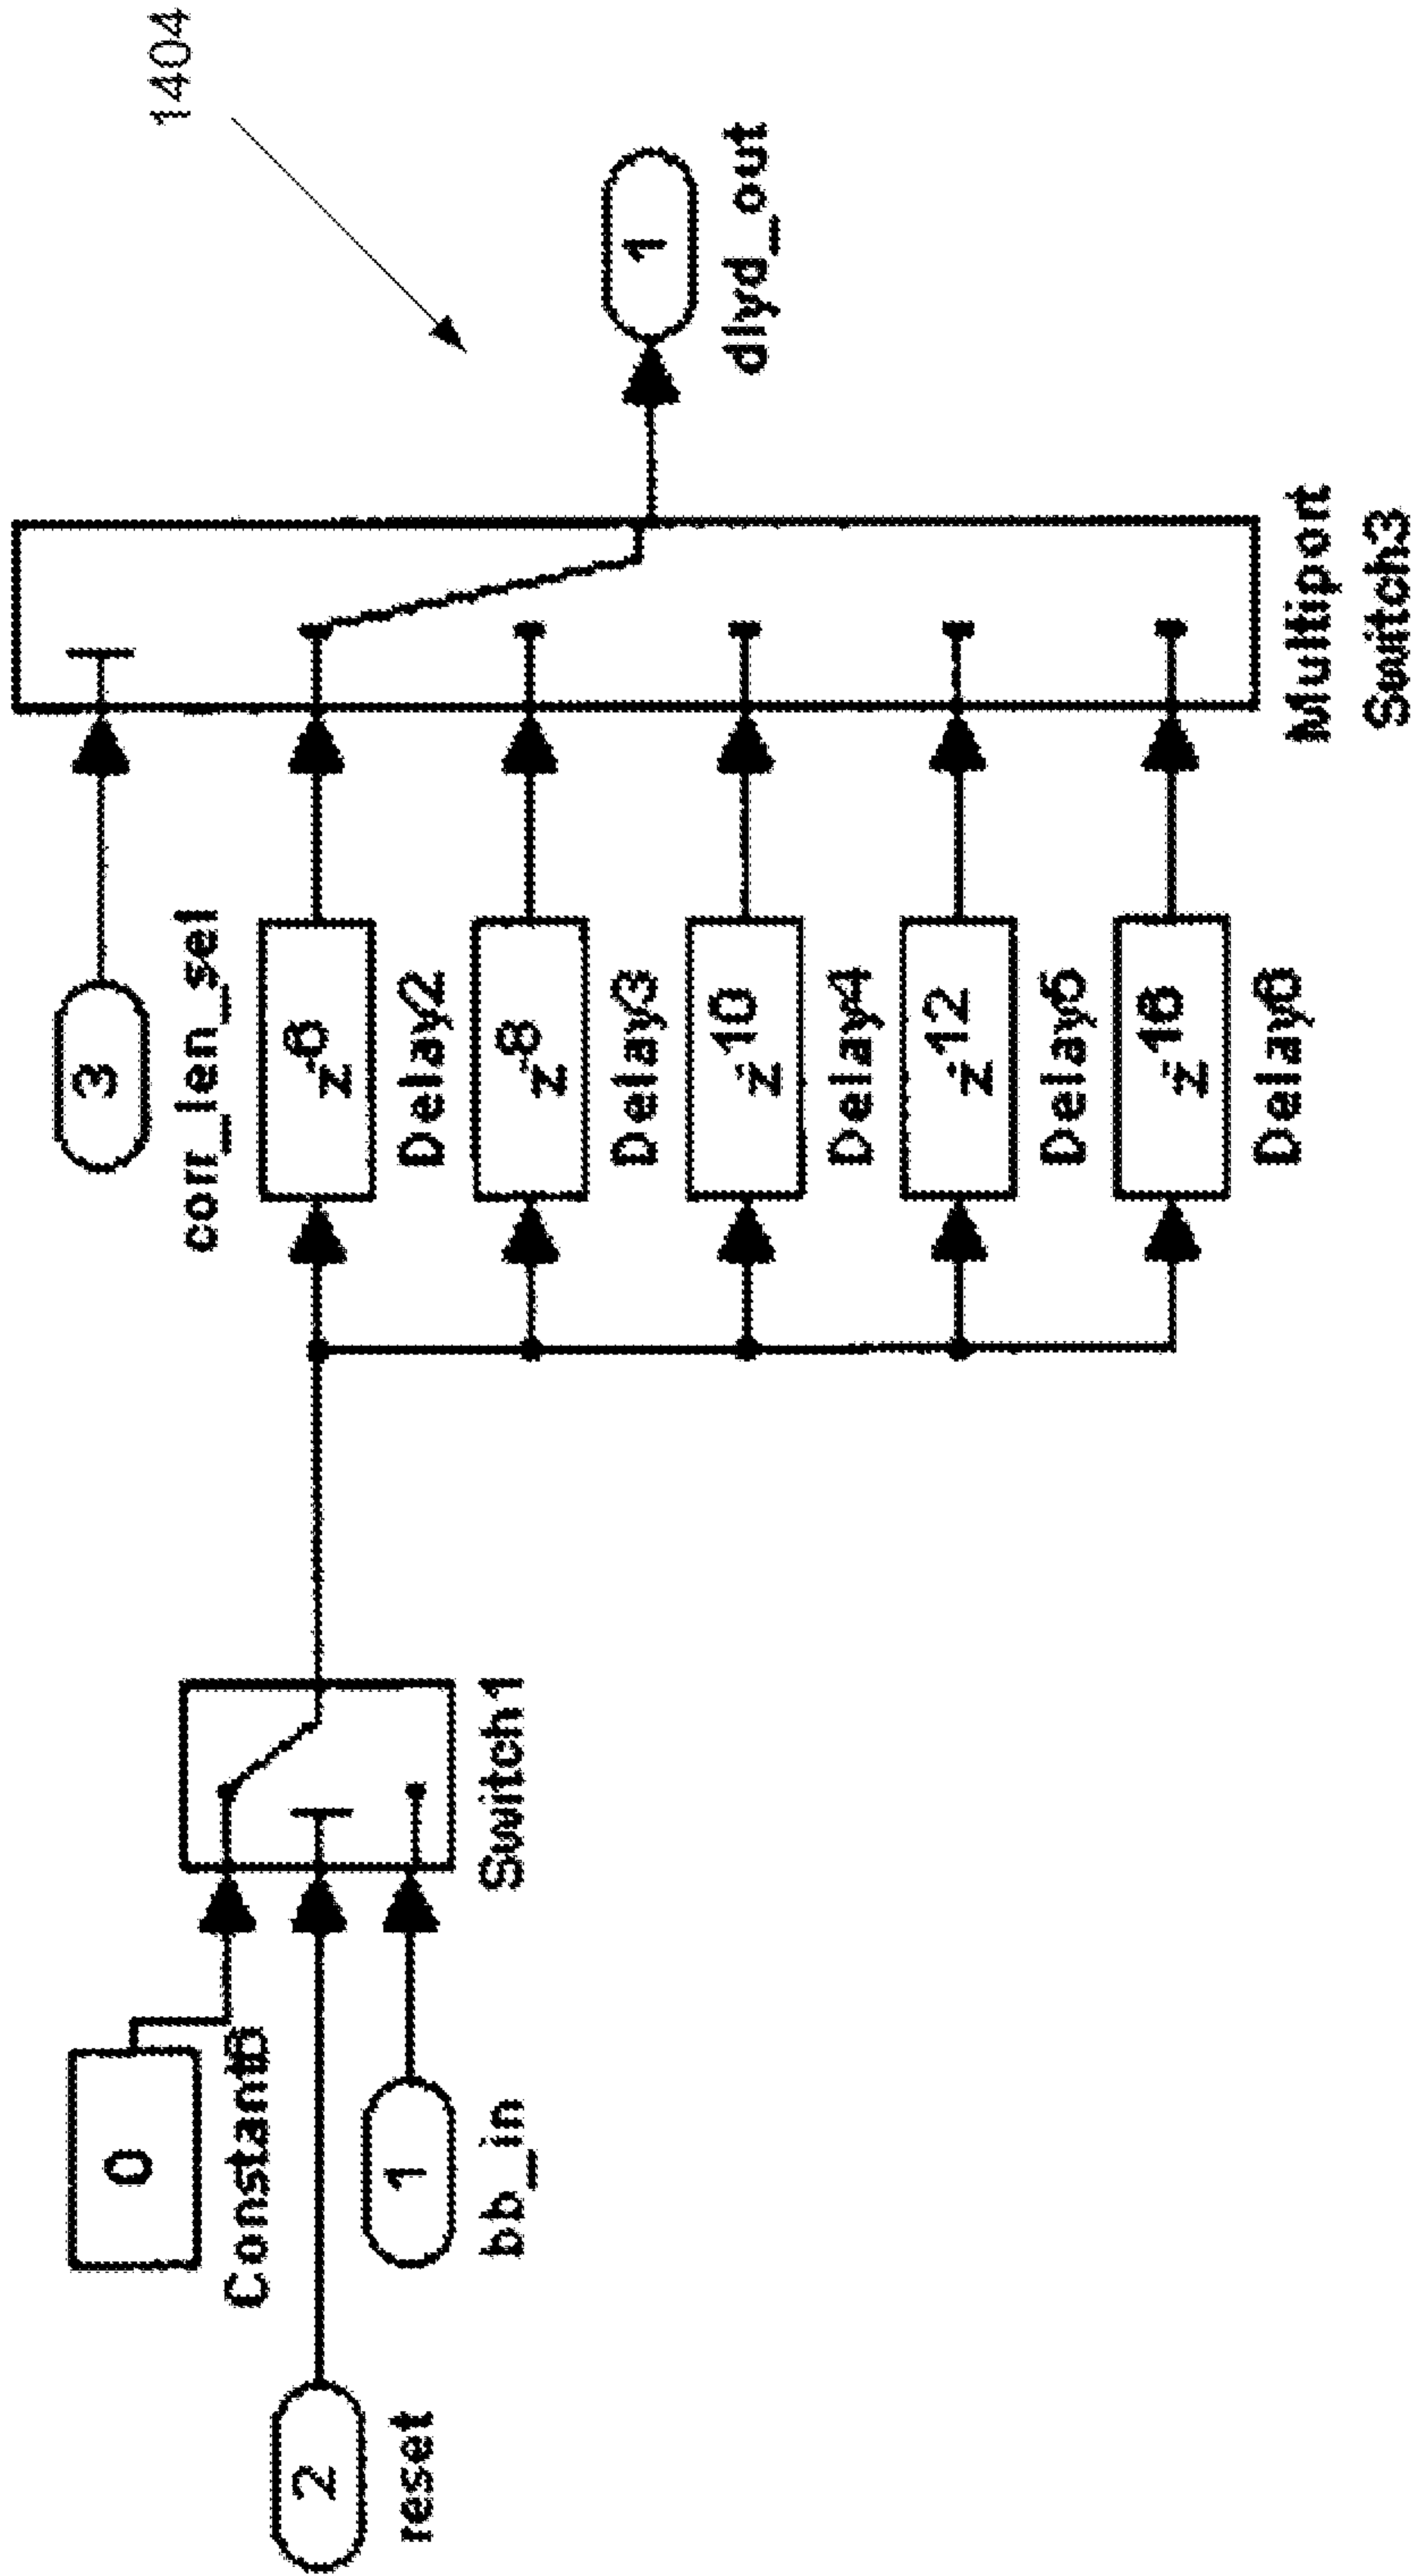 1404
0
3
corr_len_sel
2
reset
1
bb_in
Switch1
z-6
Delay2
z-8
Delay3
z-10
Delay4
z-12
Delay5
z-16
Delay6
Multiport
Switch3
1
dlyd_out